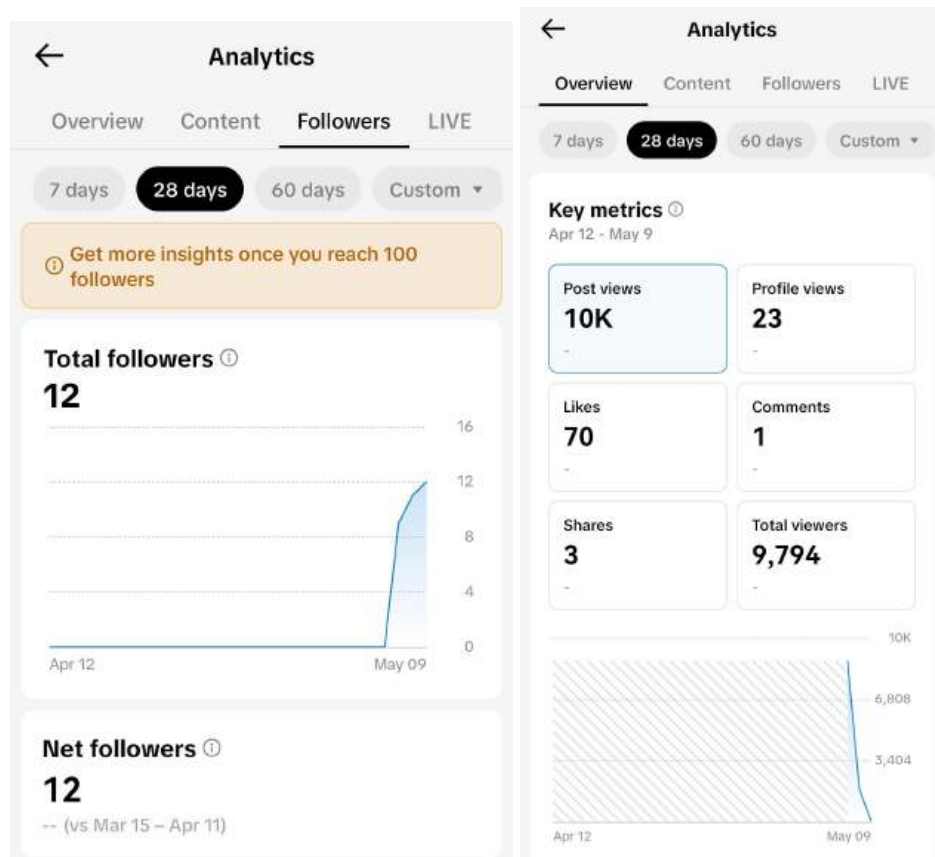 Analytics
Overview Content Followers LIVE
7 days 28 days 60 days Custom
Get more insights once you reach 100
followers
Total followers
12
16
12
8
4
0
Apr 12 May 09
Net followers
12
-- (vs Mar 15 – Apr 11)
Analytics
Overview Content Followers LIVE
7 days 28 days 60 days Custom
Key metrics
Apr 12 - May 9
Post views
10K
-
Profile views
23
-
Likes
70
-
Comments
1
-
Shares
3
-
Total viewers
9,794
-
10K
6,808
3,404
Apr 12 May 09